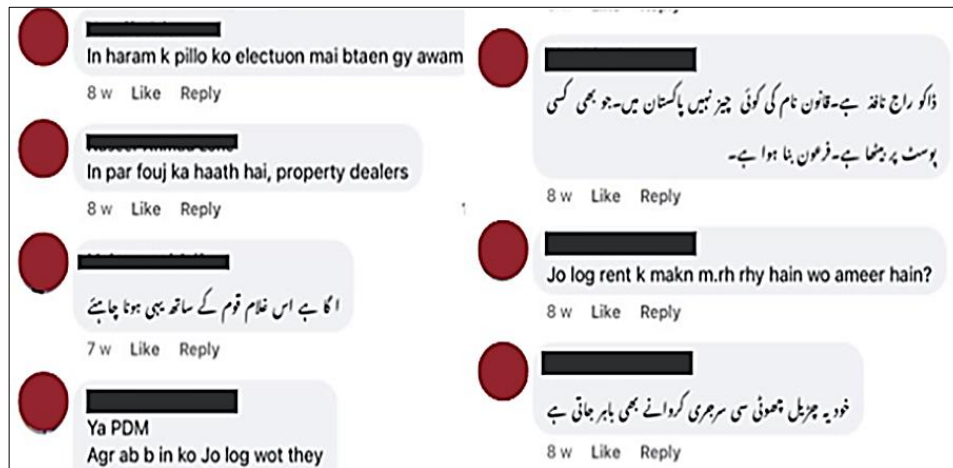 In haram k pillo ko electuon mai btaen gy awam
8 w Like Reply
In par fouj ka haath hai, property dealers
8 w Like Reply
ا گا ہے اس غلام قوم کے ساتھ یہی ہونا چاہئے
7 w Like Reply
Ya PDM
Agr ab b in ko Jo log wot they
ڈاکو راج نافذ ہے۔قانون نام کی کوئی چیز نہیں پاکستان میں۔جو بھی کسی
پوسٹ پر بیٹھا ہے۔فرعون بنا ہوا ہے۔
8 w Like Reply
Jo log rent k makn m.rh rhy hain wo ameer hain?
8 w Like Reply
خود یہ چڑیل چھوٹی سی سرجری کروانے بھی باہر جاتی ہے
8 w Like Reply